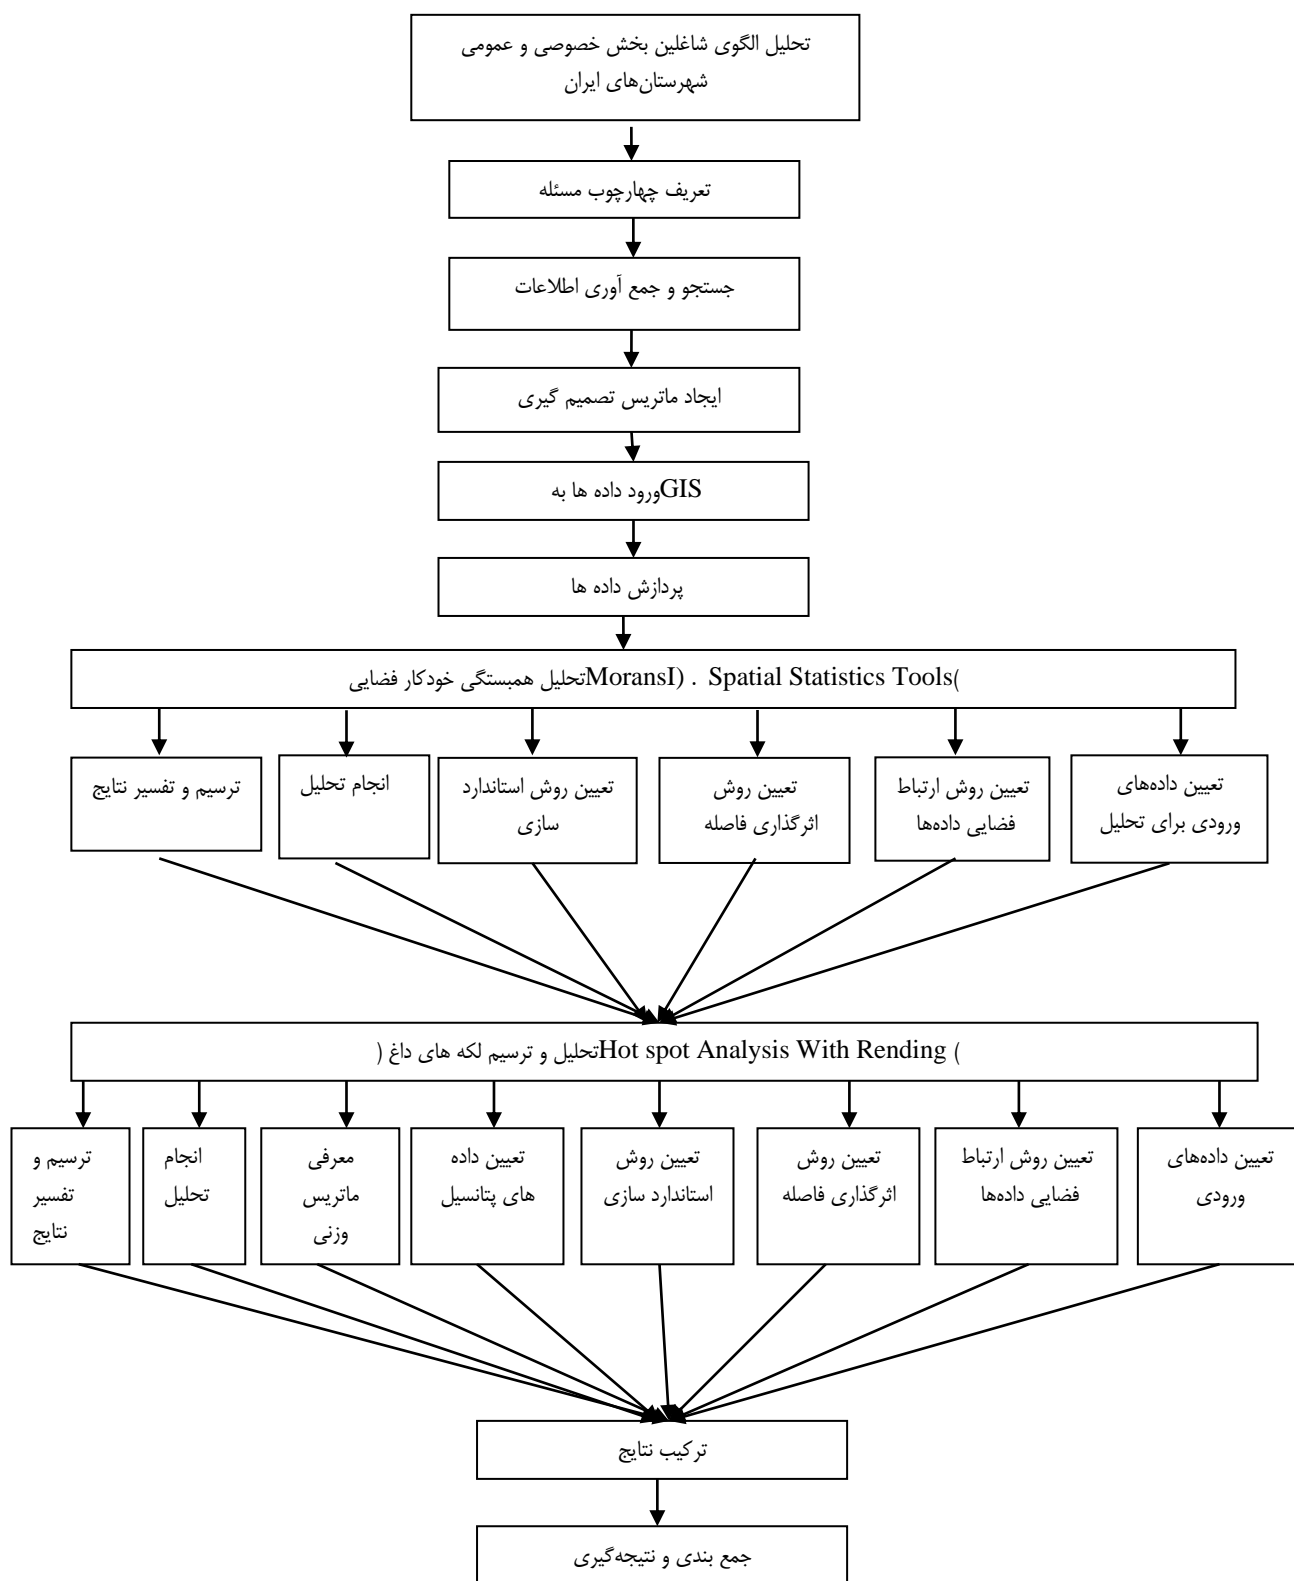 تحلیل الگوی شاغلین بخش خصوصی و عمومی
شهرستان‌های ایران
تعریف چهارچوب مسئله
جستجو و جمع آوری اطلاعات
ایجاد ماتریس تصمیم گیری
ورود داده ها به GIS
پردازش داده ها
تحلیل همبستگی خودکار فضایی MoransI) . Spatial Statistics Tools)
تعیین داده‌های
ورودی برای تحلیل
تعیین روش ارتباط
فضایی داده‌ها
تعیین روش
اثرگذاری فاصله
تعیین روش استاندارد
سازی
انجام تحلیل
ترسیم و تفسیر نتایج
تحلیل و ترسیم لکه های داغ ( Hot spot Analysis With Rending )
تعیین داده‌های
ورودی
تعیین روش ارتباط
فضایی داده‌ها
تعیین روش
اثرگذاری فاصله
تعیین روش
استاندارد سازی
تعیین داده
های پتانسیل
معرفی
ماتریس
وزنی
انجام
تحلیل
ترسیم و
تفسیر
نتایج
ترکیب نتایج
جمع بندی و نتیجه‌گیری